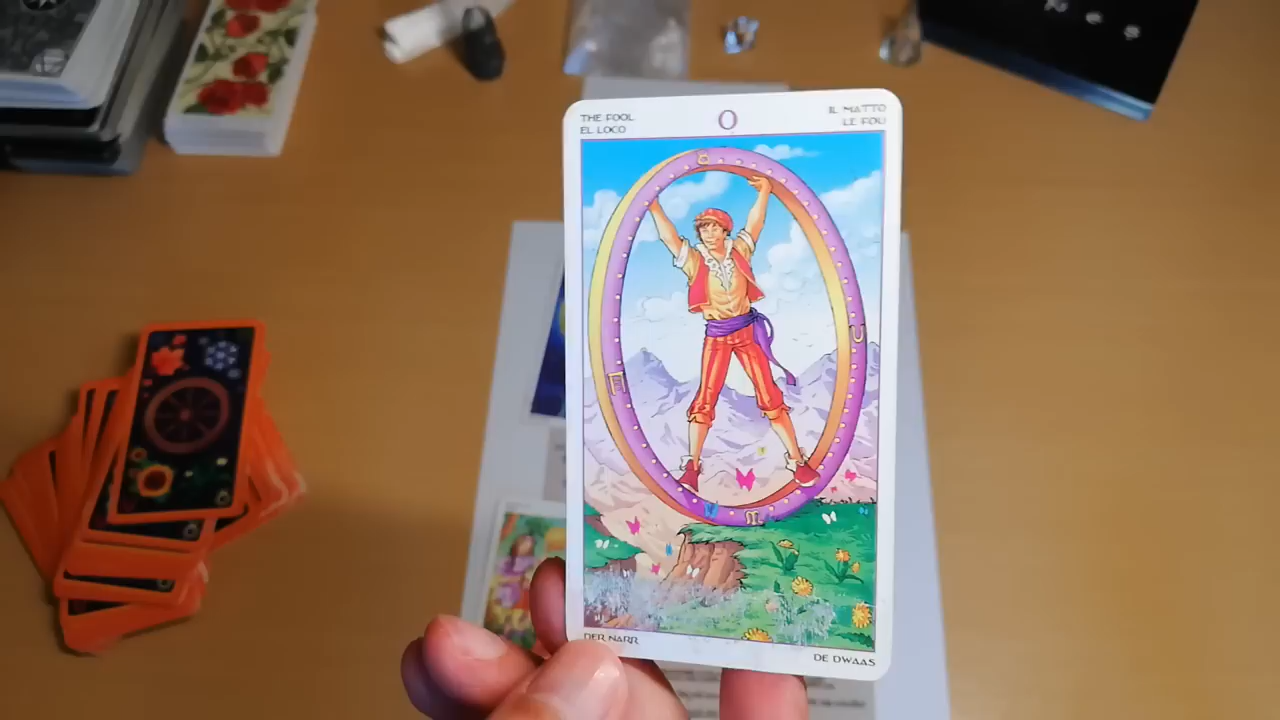 THE FOOL
EL LOCO
0
IL MATTO
LE FOU
DER NARR
DE DWAAS